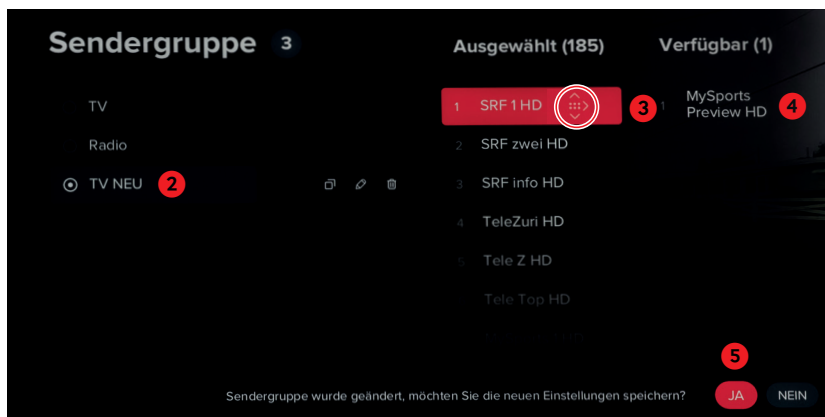 Sendergruppe 3
Ausgewählt (185)
Verfügbar (1)
TV
Radio
TV NEU 2
1 SRF 1 HD 3
2 SRF zwei HD
3 SRF info HD
4 TeleZüri HD
5 Tele Z HD
Tele Top HD
1 MySports
Preview HD 4
5
Sendergruppe wurde geändert, möchten Sie die neuen Einstellungen speichern? JA NEIN